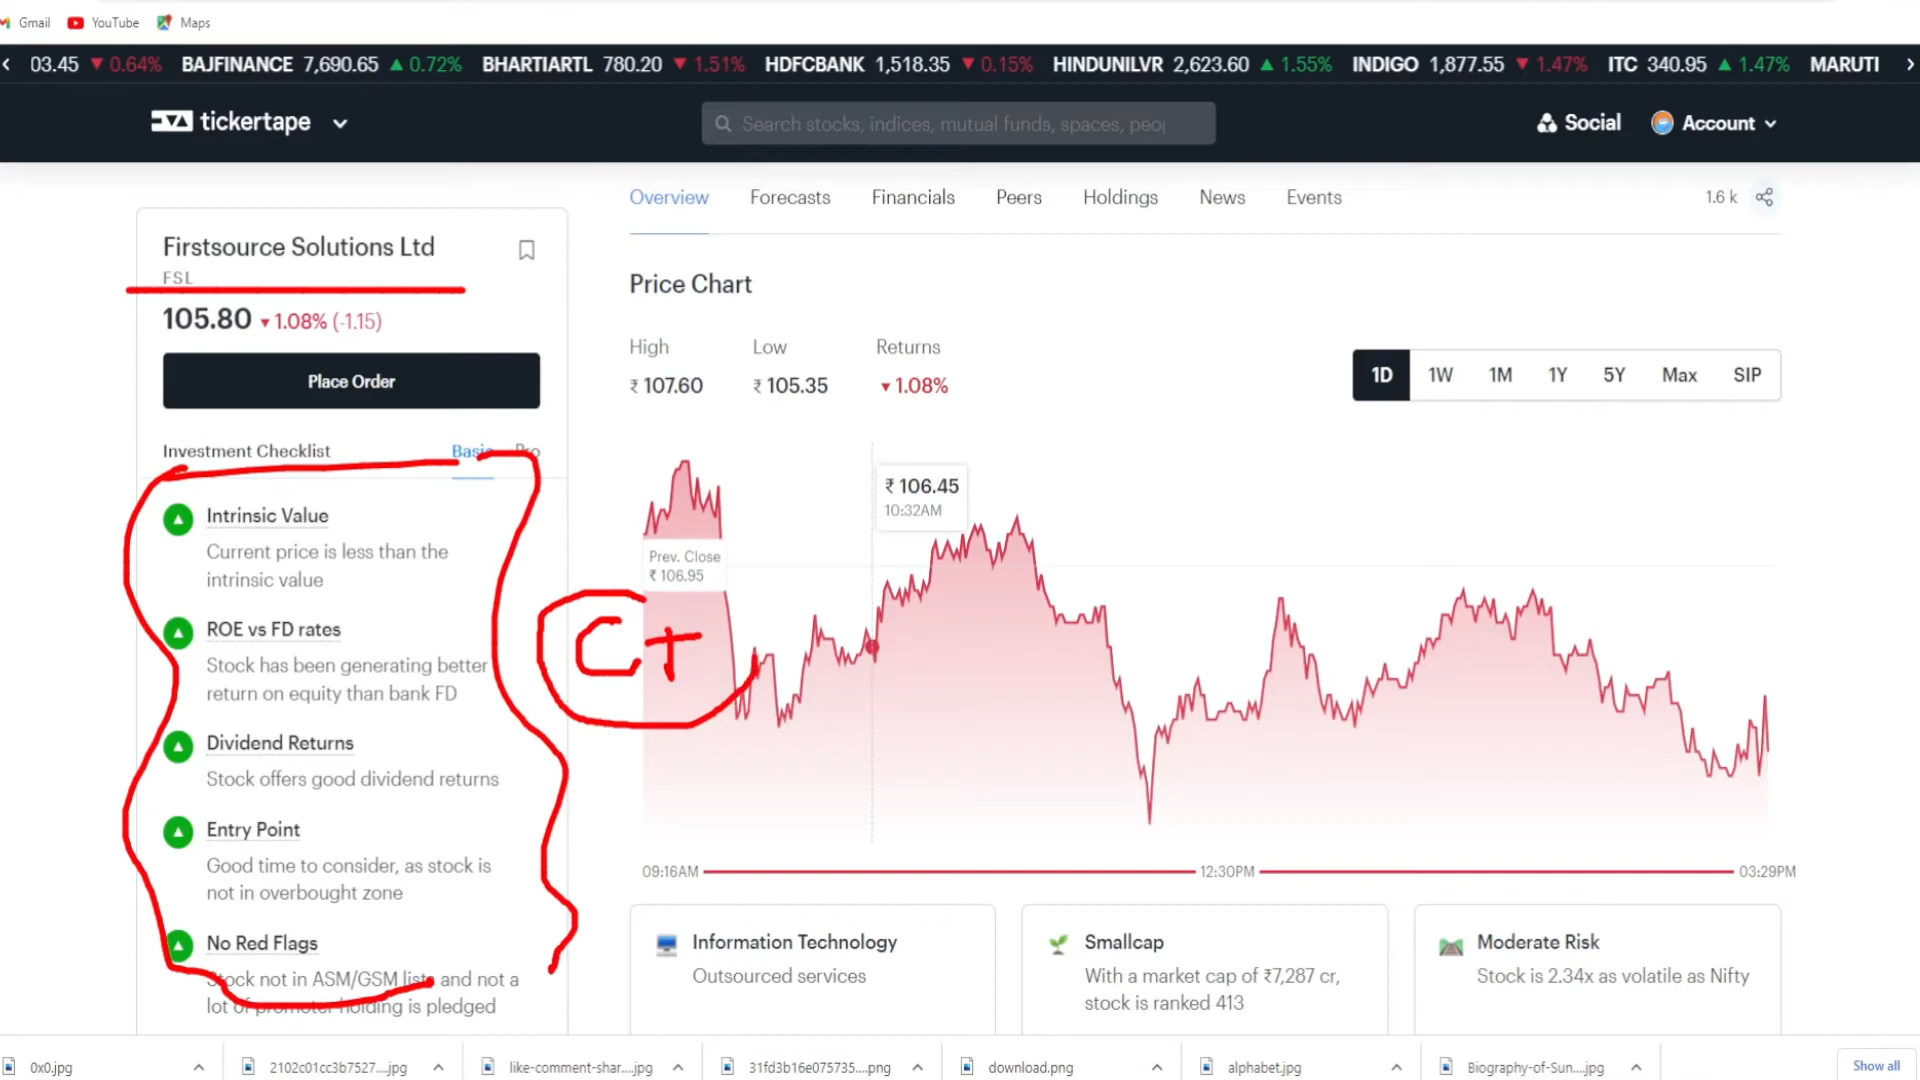 Gmail YouTube Maps
03.45 ▼ 0.64% BAJFINANCE 7,690.65 ▲ 0.72% BHARTIARTL 780.20 ▼ 1.51% HDFCBANK 1,518.35 ▼ 0.15% HINDUNILVR 2,623.60 ▲ 1.55% INDIGO 1,877.55 ▼ 1.47% ITC 340.95 ▲ 1.47% MARUTI
tickertape Search stocks, indices, mutual funds, spaces, peop Social Account
Overview Forecasts Financials Peers Holdings News Events 1.6 k
Firstsource Solutions Ltd
FSL
105.80 ▼ 1.08% (-1.15)
Place Order
Investment Checklist Basic Pro
Intrinsic Value
Current price is less than the
intrinsic value
ROE vs FD rates
Stock has been generating better
return on equity than bank FD
Dividend Returns
Stock offers good dividend returns
Entry Point
Good time to consider, as stock is
not in overbought zone
No Red Flags
Stock not in ASM/GSM lists and not a
lot of promoter holding is pledged
Price Chart
High Low Returns
₹ 107.60 ₹ 105.35 ▼ 1.08%
1D 1W 1M 1Y 5Y Max SIP
₹ 106.45
10:32AM
Prev. Close
₹ 106.95
C+
09:16AM 12:30PM 03:29PM
Information Technology
Outsourced services
Smallcap
With a market cap of ₹7,287 cr,
stock is ranked 413
Moderate Risk
Stock is 2.34x as volatile as Nifty
0x0.jpg 2102c01cc3b7527....jpg like-comment-shar....jpg 31fd3b16e075735....png download.png alphabet.jpg Biography-of-Sun....jpg Show all